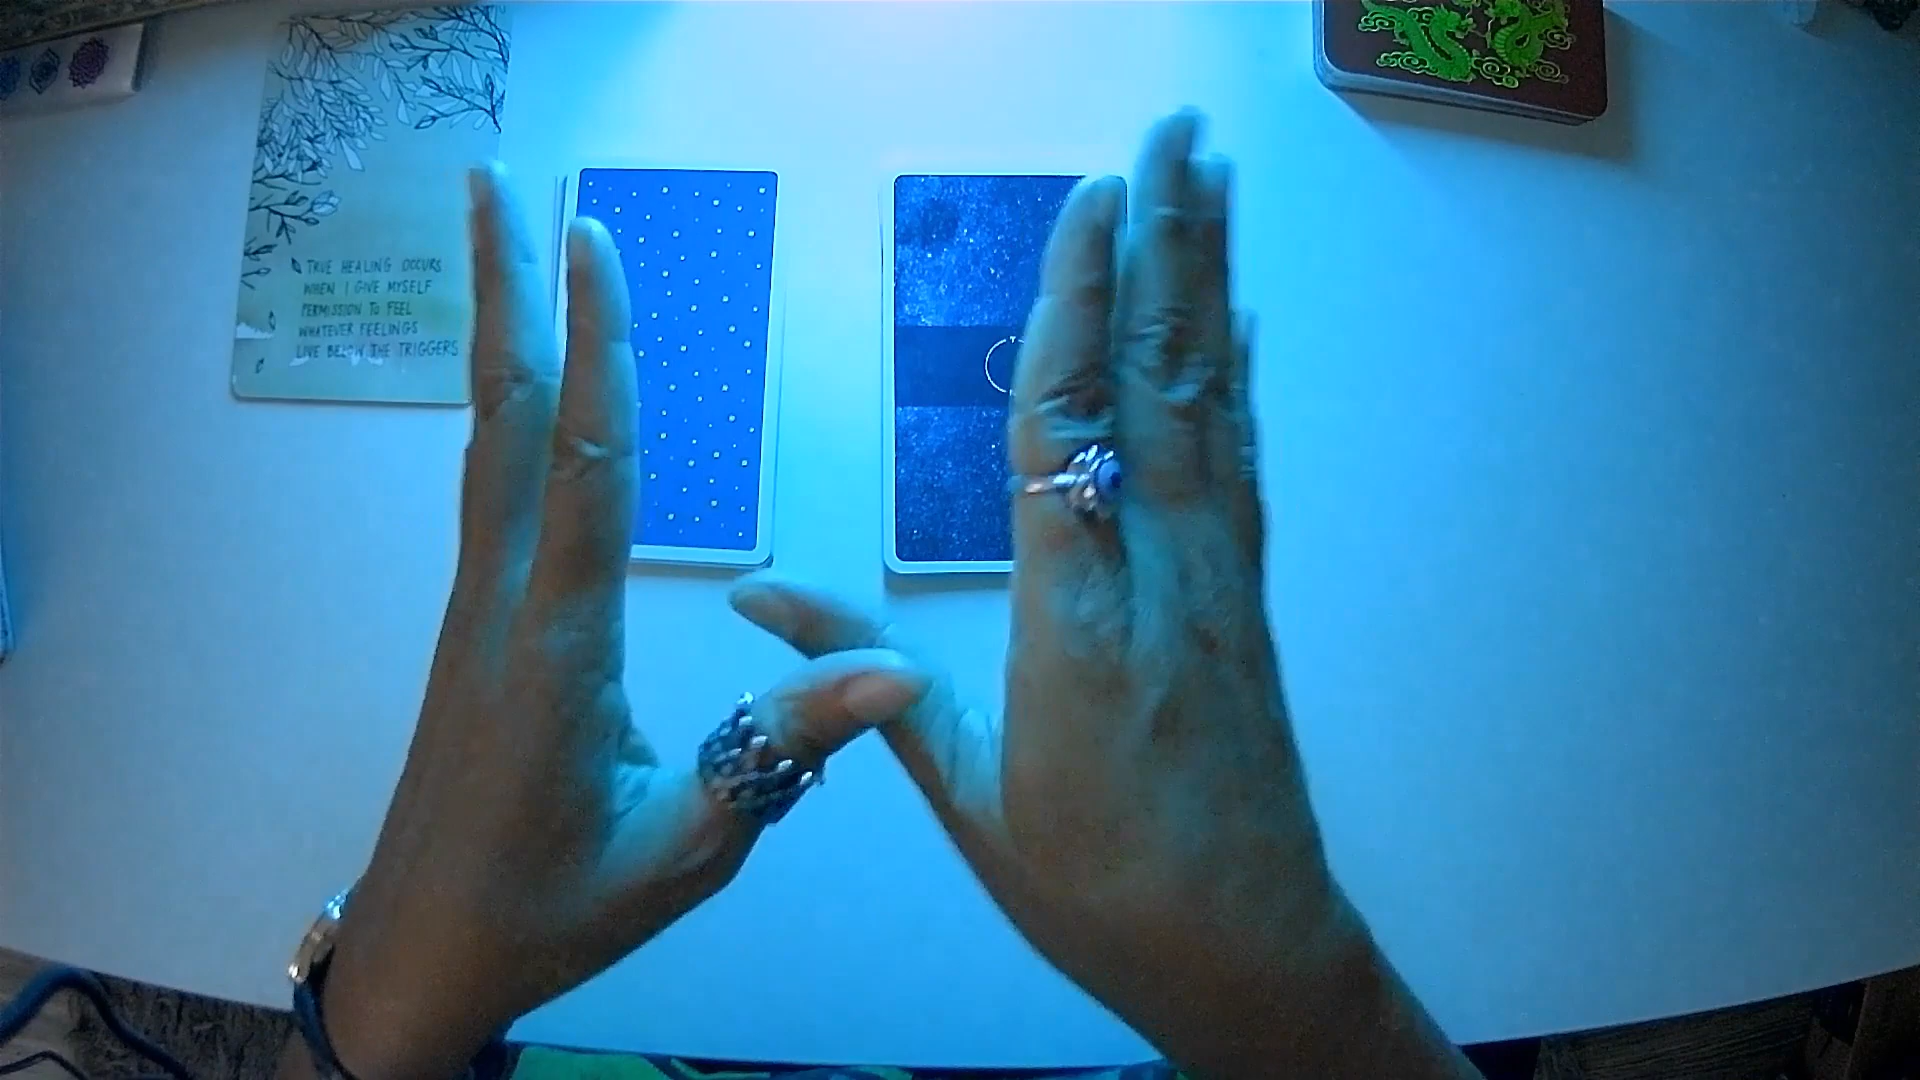 TRUE HEALING OCCURS
WHEN I GIVE MYSELF
PERMISSION TO FEEL
WHATEVER FEELINGS
LIVE BELOW THE TRIGGERS